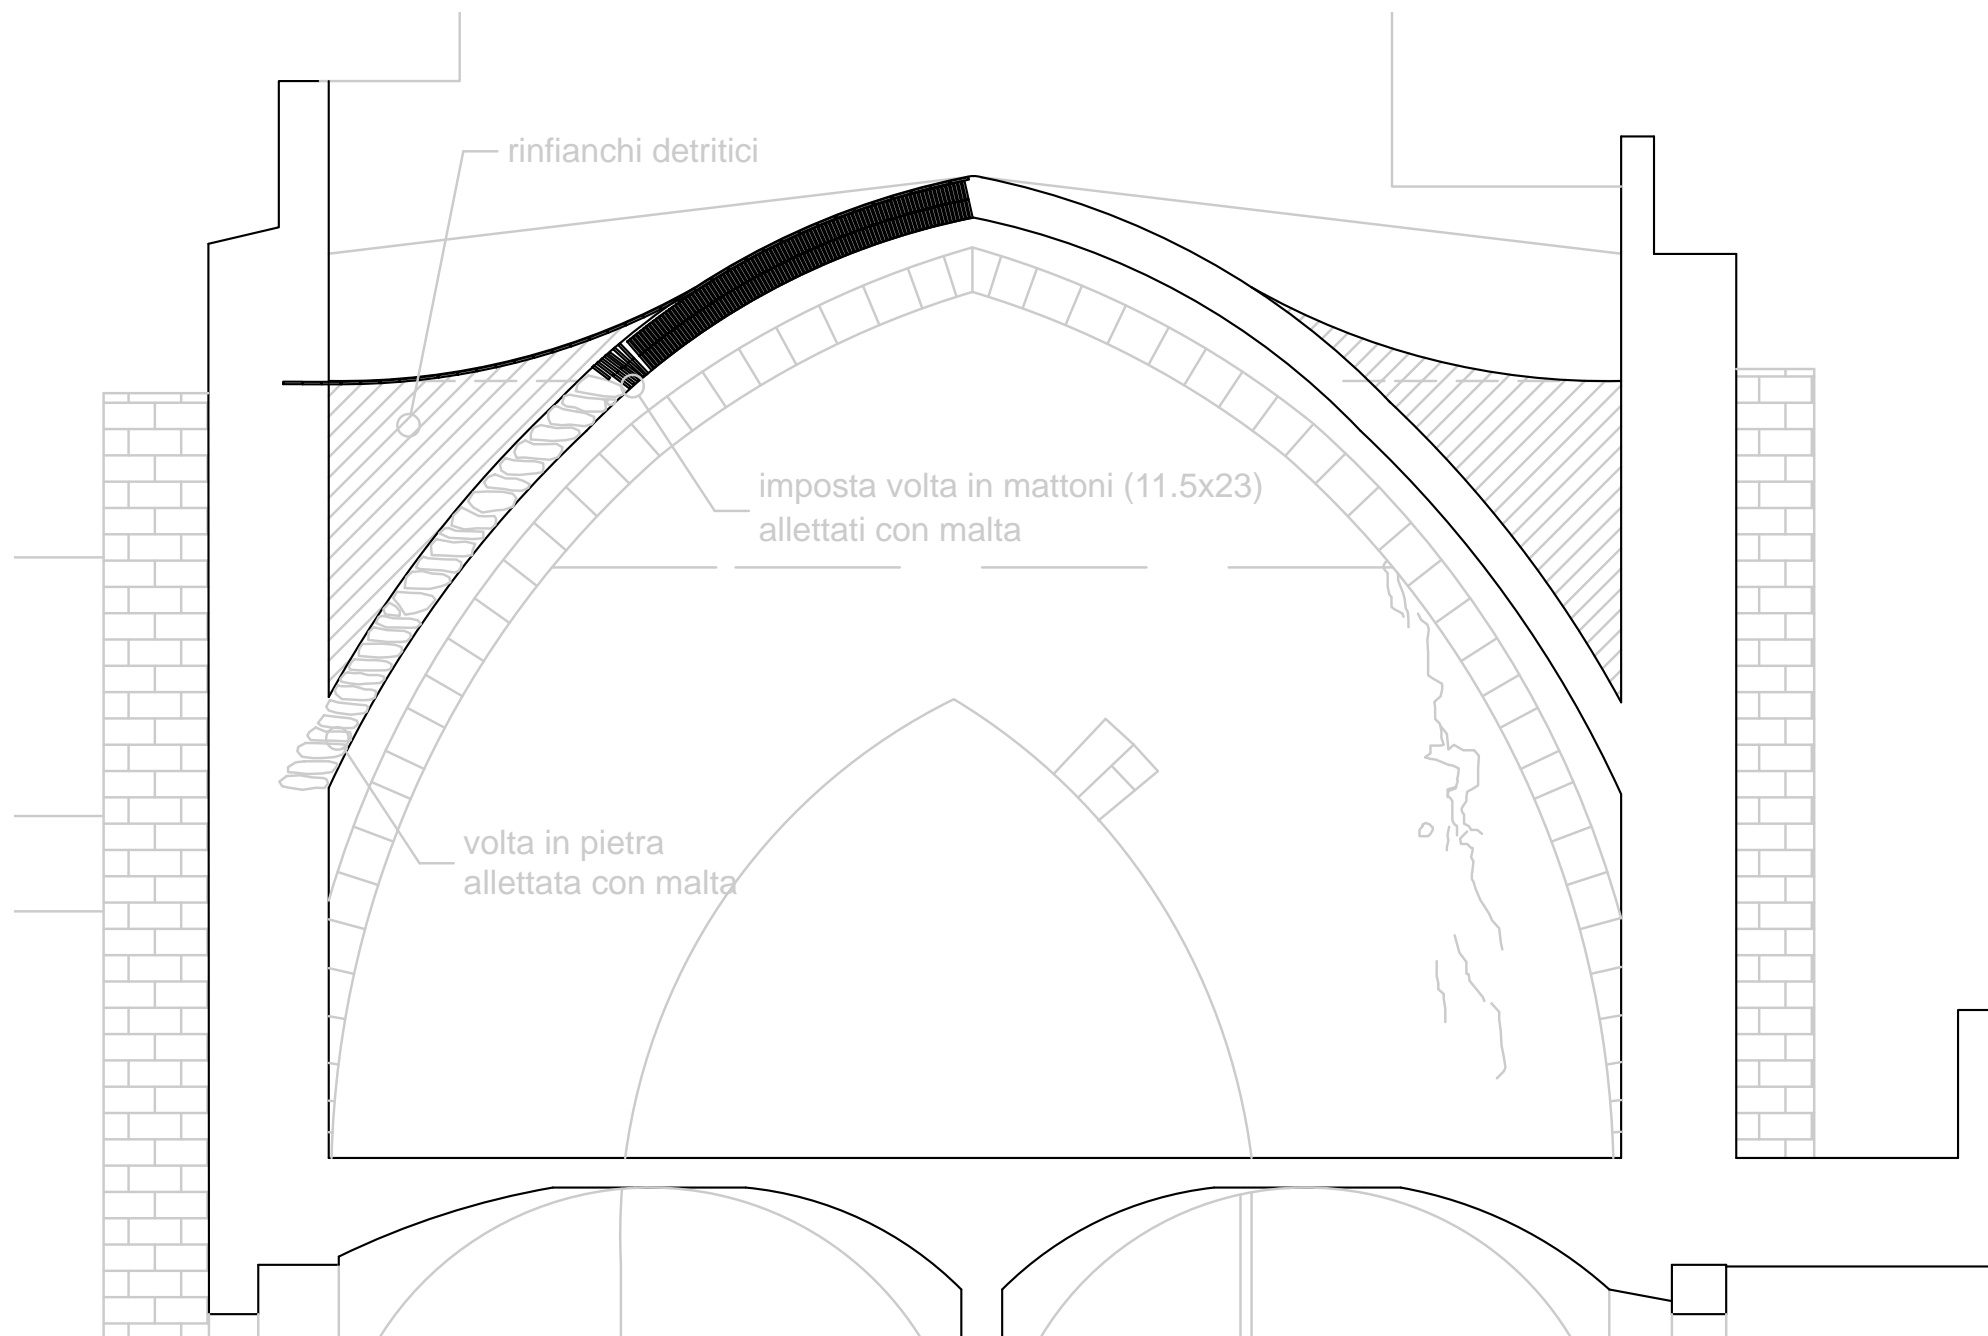 rinfianchi detritici
imposta volta in mattoni (11.5x23)
allettati con malta
volta in pietra
allettata con malta